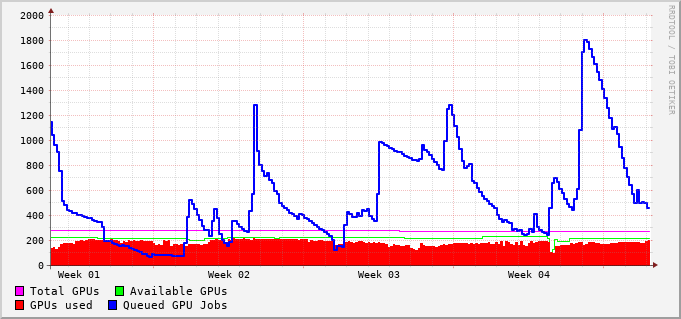 2000
1800
1600
1400
1200
1000
800
600
400
200
0
Week 01 Week 02 Week 03 Week 04
Total GPUs Available GPUs
GPUs used Queued GPU Jobs
RRDTOOL / TOBI OETIKER